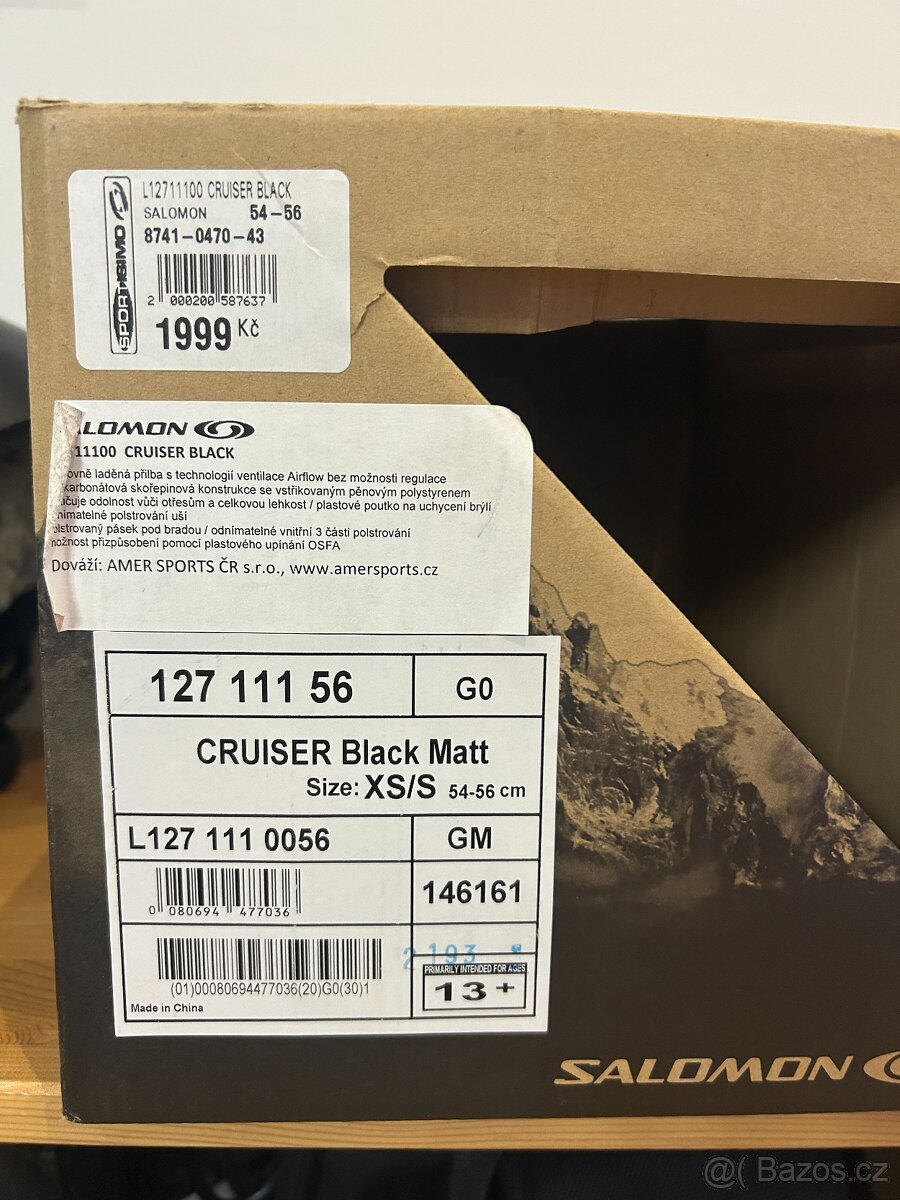 L12711100 CRUISER BLACK
SALOMON 54-56
8741-0470-43
SPORTISIMO
2 000200 587637
1999 Kč
ALOMON
11100 CRUISER BLACK
ovně laděná přilba s technologií ventilace Airflow bez možnosti regulace
karbonátová skořepinová konstrukce se vstřikovaným pěnovým polystyrenem
čuje odolnost vůči otřesům a celkovou lehkost / plastové poutko na uchycení brýlí
nímatelné polstrování uší
olstrovaný pásek pod bradou / odnímatelné vnitřní 3 části polstrování
ožnost přizpůsobení pomocí plastového upínání OSFA
Dováží: AMER SPORTS ČR s.r.o., www.amersports.cz
127 111 56 G0
CRUISER Black Matt
Size: XS/S 54-56 cm
L127 111 0056 GM
0 080694 477036
146161
2193
(01)00080694477036(20)G0(30)1
PRIMARILY INTENDED FOR AGES
13+
Made in China
SALOMON
@( Bazos.cz